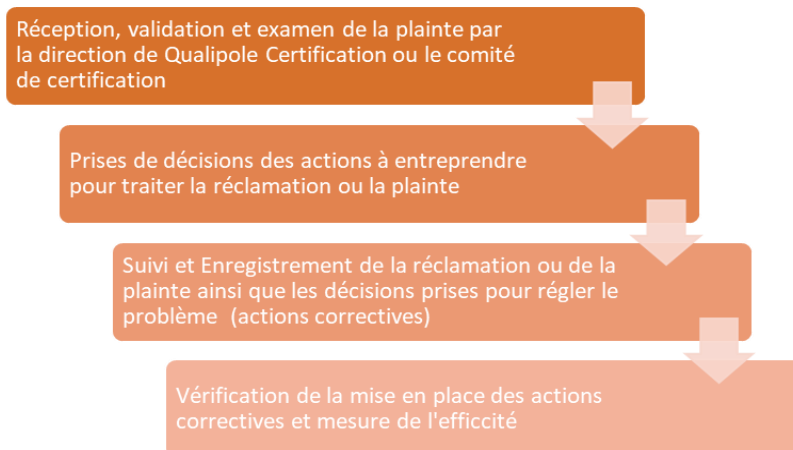 Réception, validation et examen de la plainte par
la direction de Qualipole Certification ou le comité
de certification
Prises de décisions des actions à entreprendre
pour traiter la réclamation ou la plainte
Suivi et Enregistrement de la réclamation ou de la
plainte ainsi que les décisions prises pour régler le
problème (actions correctives)
Vérification de la mise en place des actions
correctives et mesure de l'efficcité